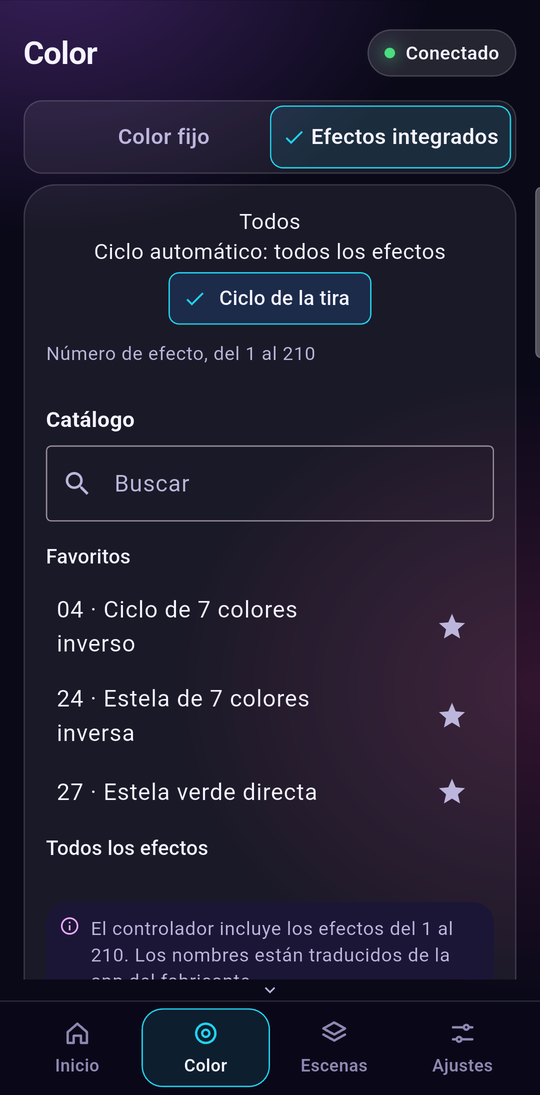 Color
Conectado
Color fijo
Efectos integrados
Todos
Ciclo automático: todos los efectos
Ciclo de la tira
Número de efecto, del 1 al 210
Catálogo
Buscar
Favoritos
04 · Ciclo de 7 colores
inverso
24 · Estela de 7 colores
inversa
27 · Estela verde directa
Todos los efectos
El controlador incluye los efectos del 1 al
210. Los nombres están traducidos de la
app del fabricante.
Inicio
Color
Escenas
Ajustes